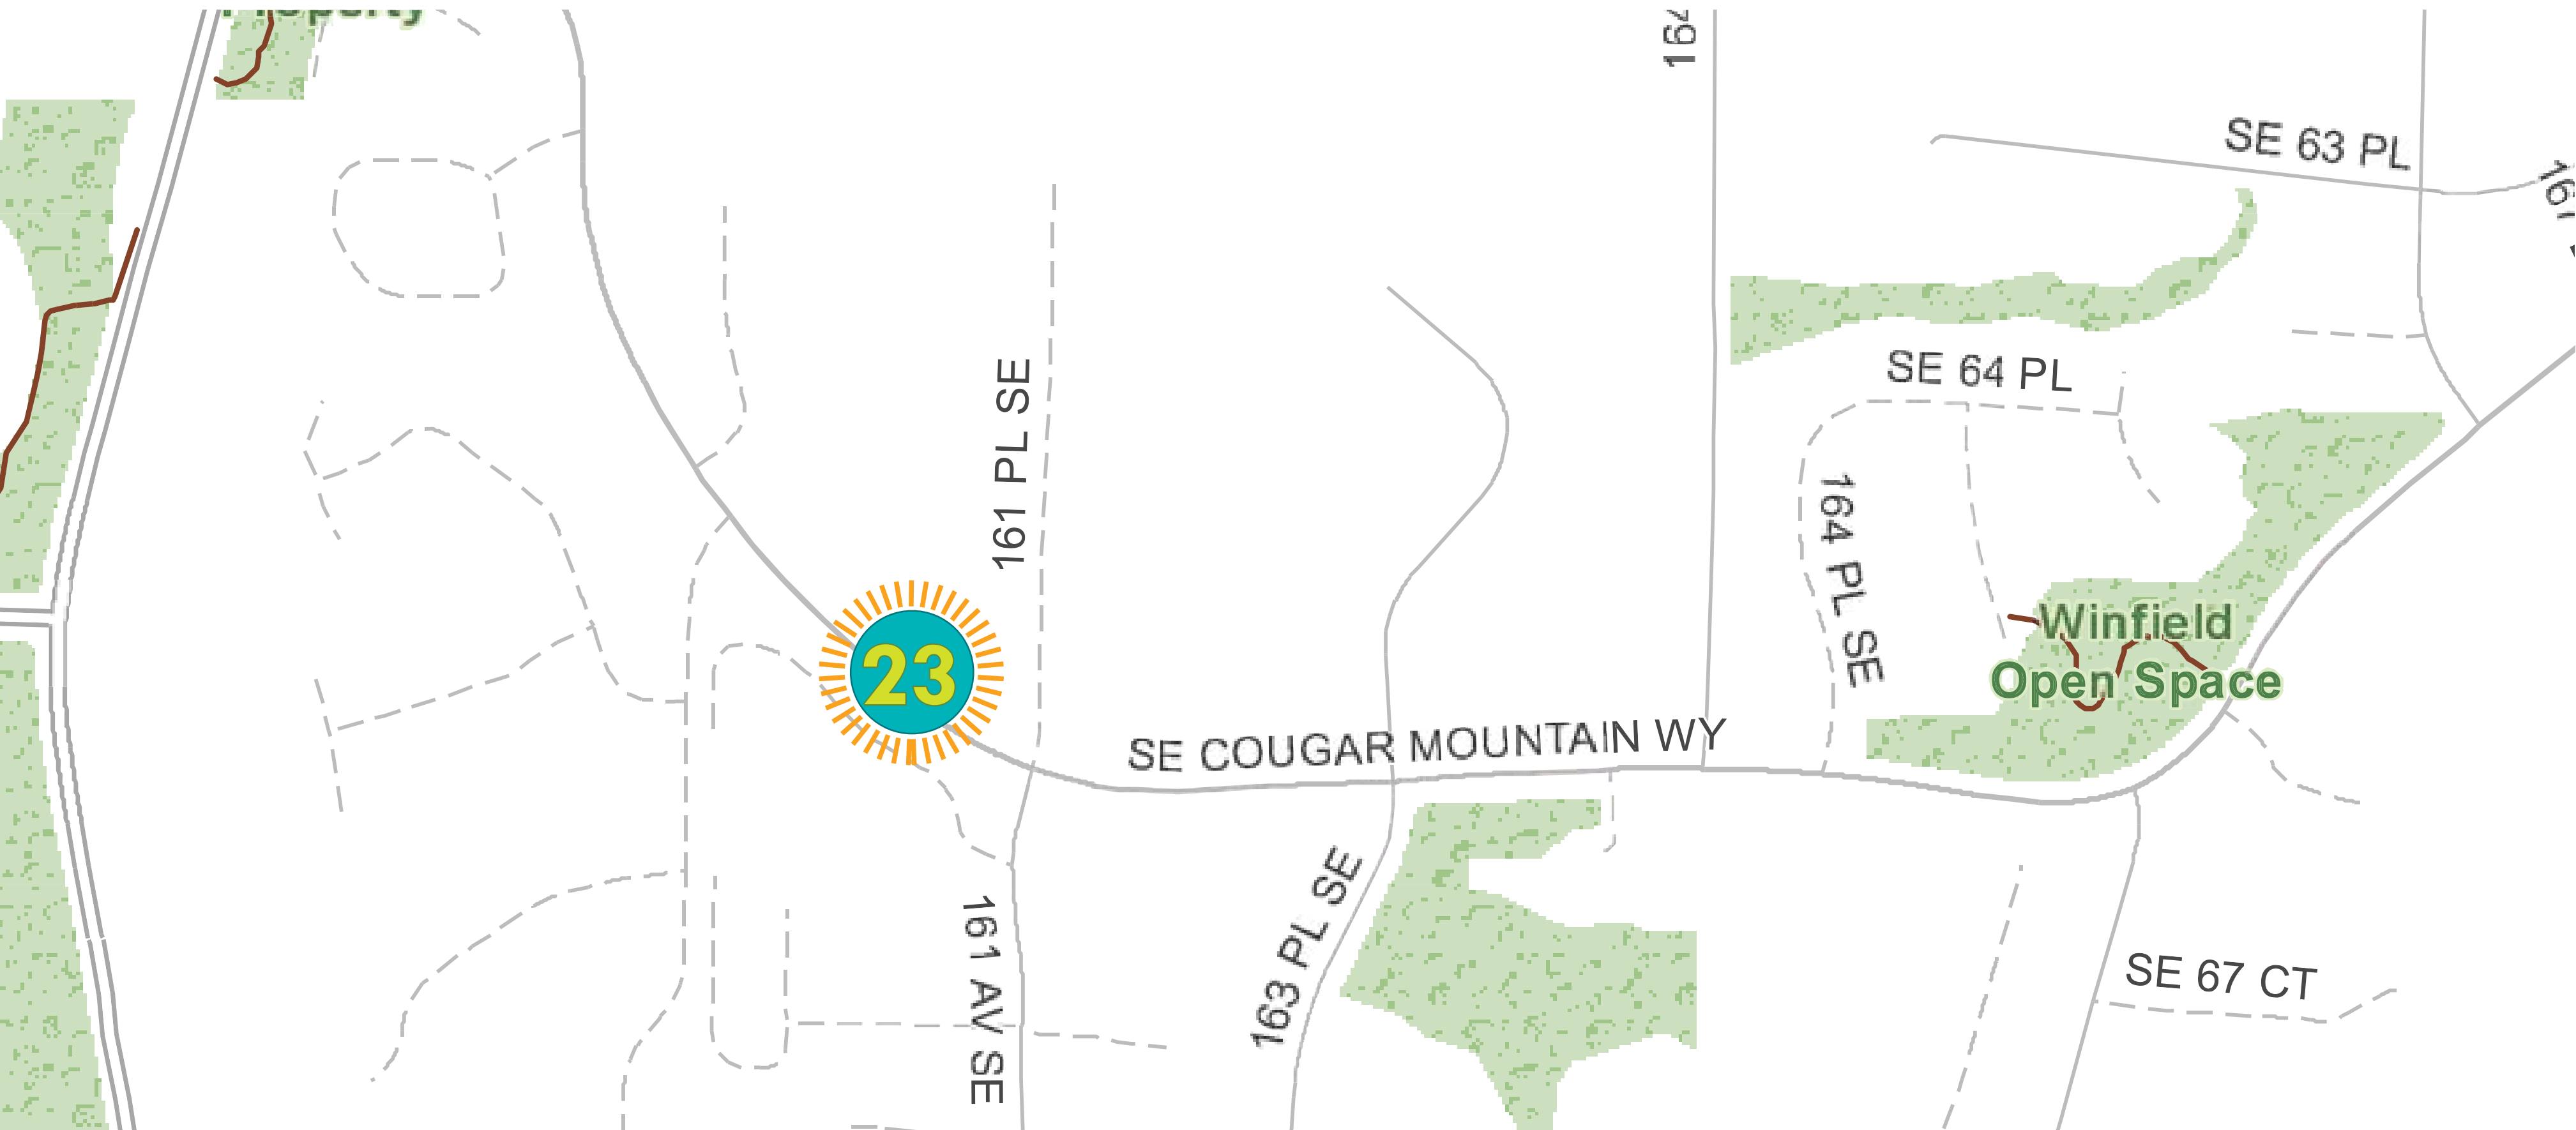 SE 63 PL
SE 64 PL
161 PL SE
164 PL SE
Winfield
Open Space
23
SE COUGAR MOUNTAIN WY
163 PL SE
161 AV SE
SE 67 CT